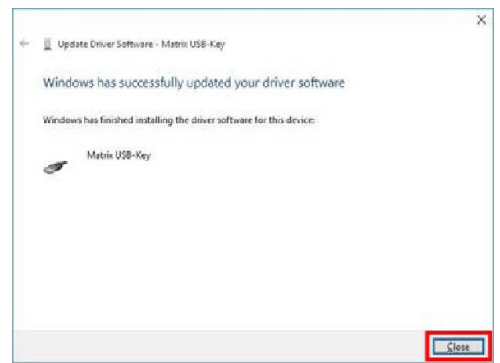 Update Driver Software - Matrix USB-Key
Windows has successfully updated your driver software
Windows has finished installing the driver software for this device:
Matrix USB-Key
Close